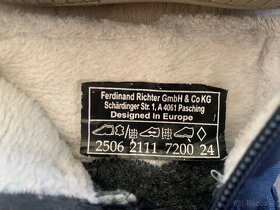 Ferdinand Richter GmbH & Co KG
Schärdinger Str. 1, A 4061 Pasching
Designed in Europe
2506 2111 7200 24